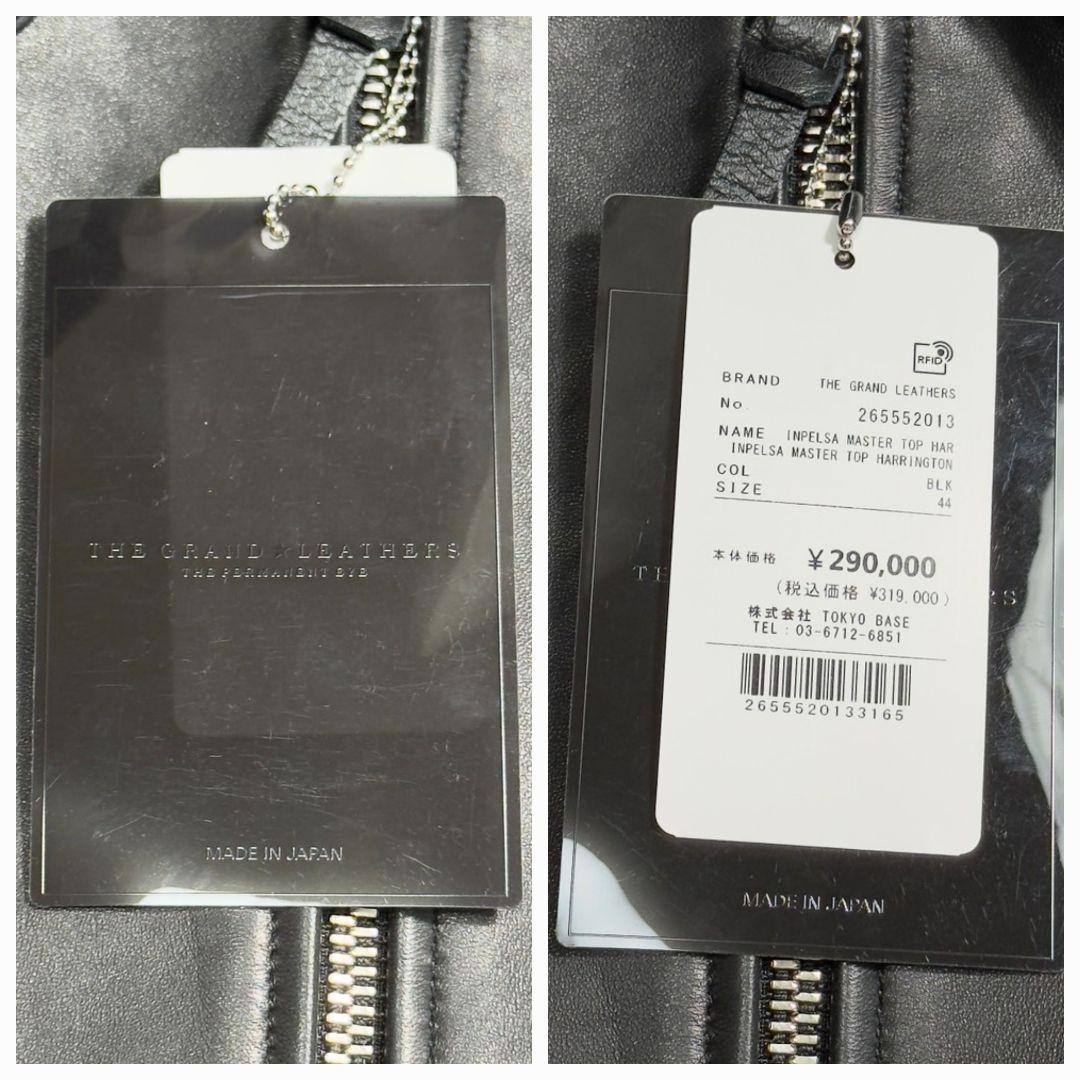 THE GRAND★LEATHERS
THE PERMANENT EYE
MADE IN JAPAN
RFID
BRAND THE GRAND LEATHERS
No. 265552013
NAME INPELSA MASTER TOP HAR
INPELSA MASTER TOP HARRINGTON
COL BLK
SIZE 44
本体価格 ¥290,000
(税込価格 ¥319,000)
株式会社 TOKYO BASE
TEL : 03-6712-6851
2655520133165
MADE IN JAPAN